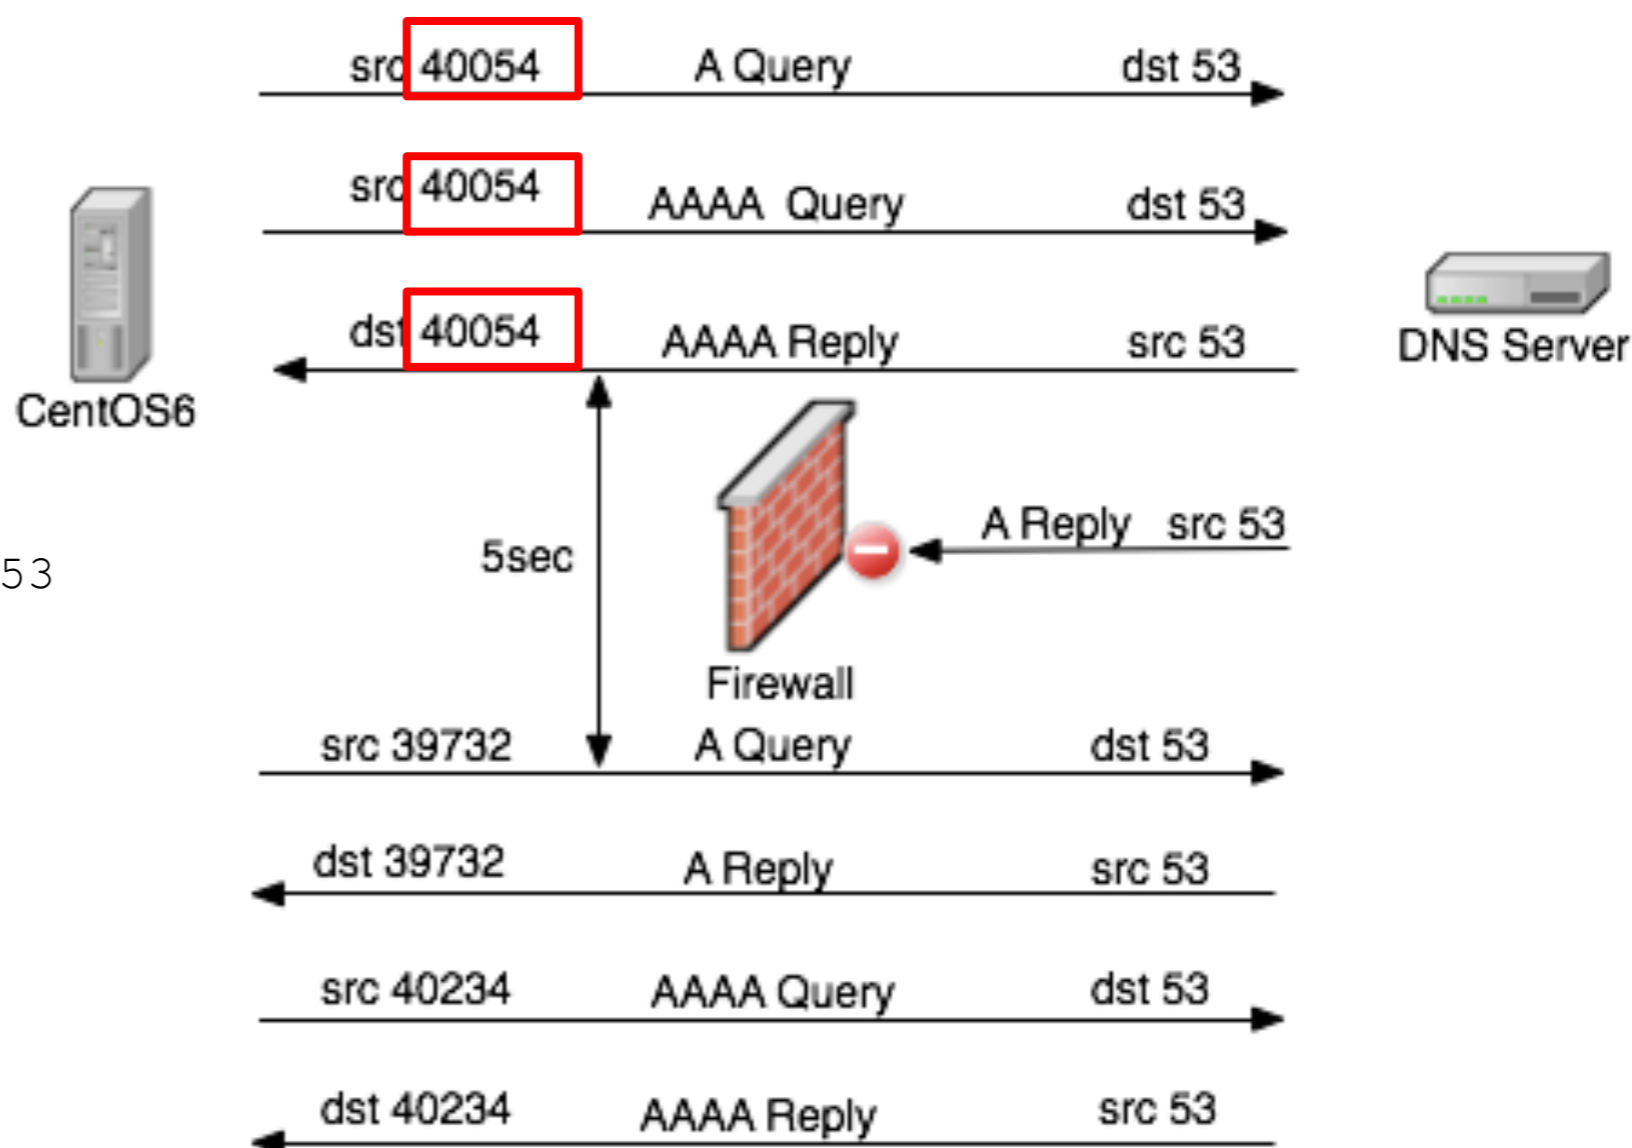 src 40054 A Query dst 53
src 40054 AAAA Query dst 53
dst 40054 AAAA Reply src 53
DNS Server
CentOS6
A Reply src 53
5sec
53
Firewall
src 39732 A Query dst 53
dst 39732 A Reply src 53
src 40234 AAAA Query dst 53
dst 40234 AAAA Reply src 53